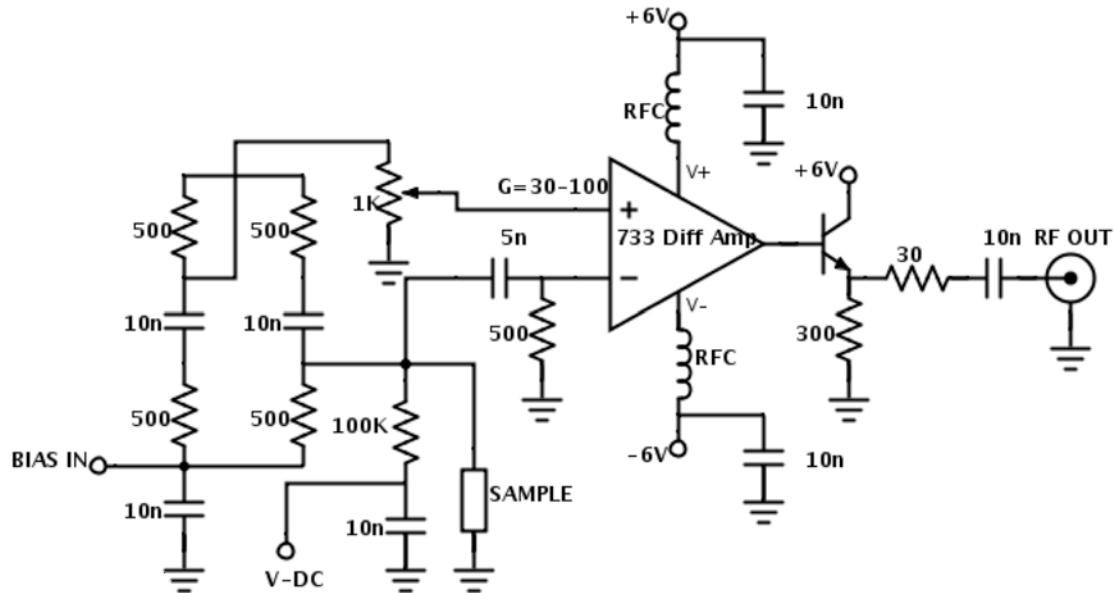 +6V
RFC
10n
V+
+6V
G=30-100
1K
+
733 Diff Amp
500
500
5n
30
10n RF OUT
−
V-
10n
10n
500
300
RFC
500
500
100K
BIAS IN
-6V
10n
SAMPLE
10n
10n
V-DC